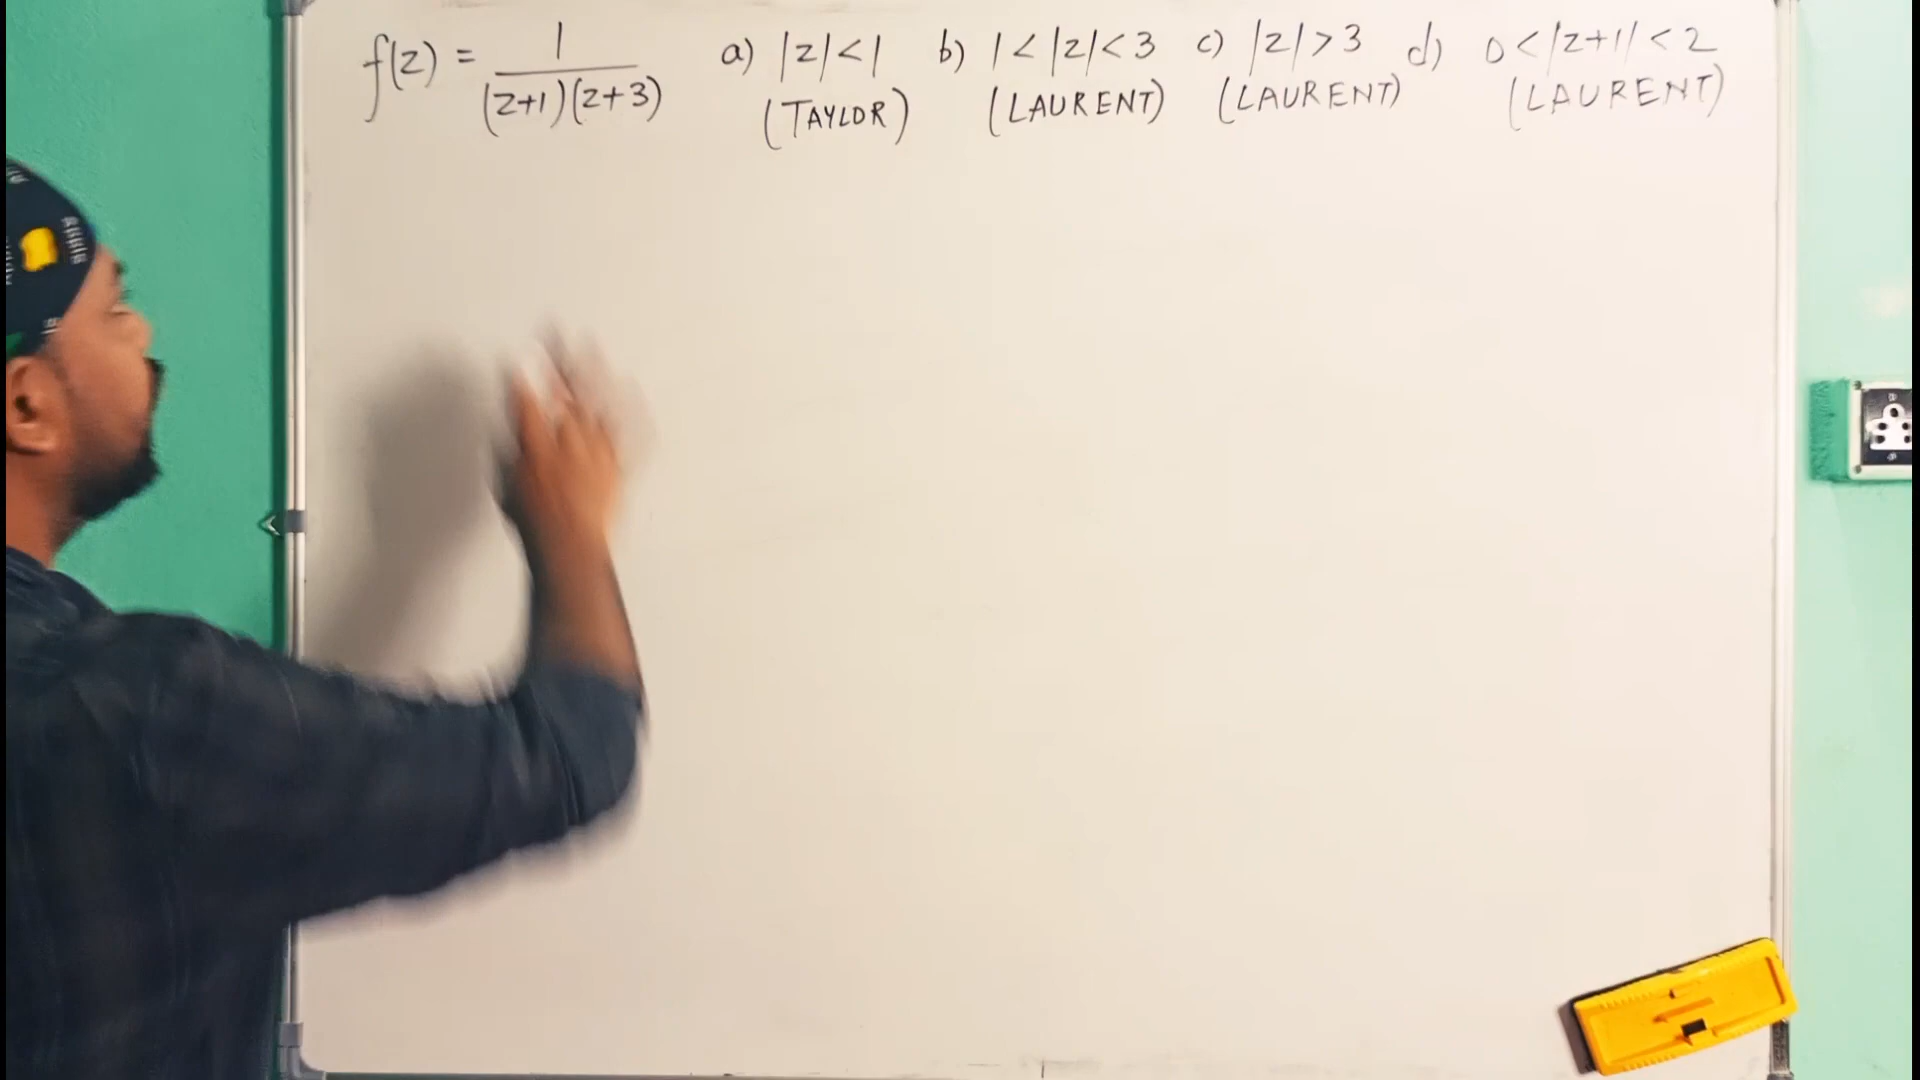 f(z) = 1/((z+1)(z+3)) a) |z|<1 b) 1<|z|<3 c) |z|>3 d) 0<|z+1|<2
(TAYLOR) (LAURENT) (LAURENT) (LAURENT)